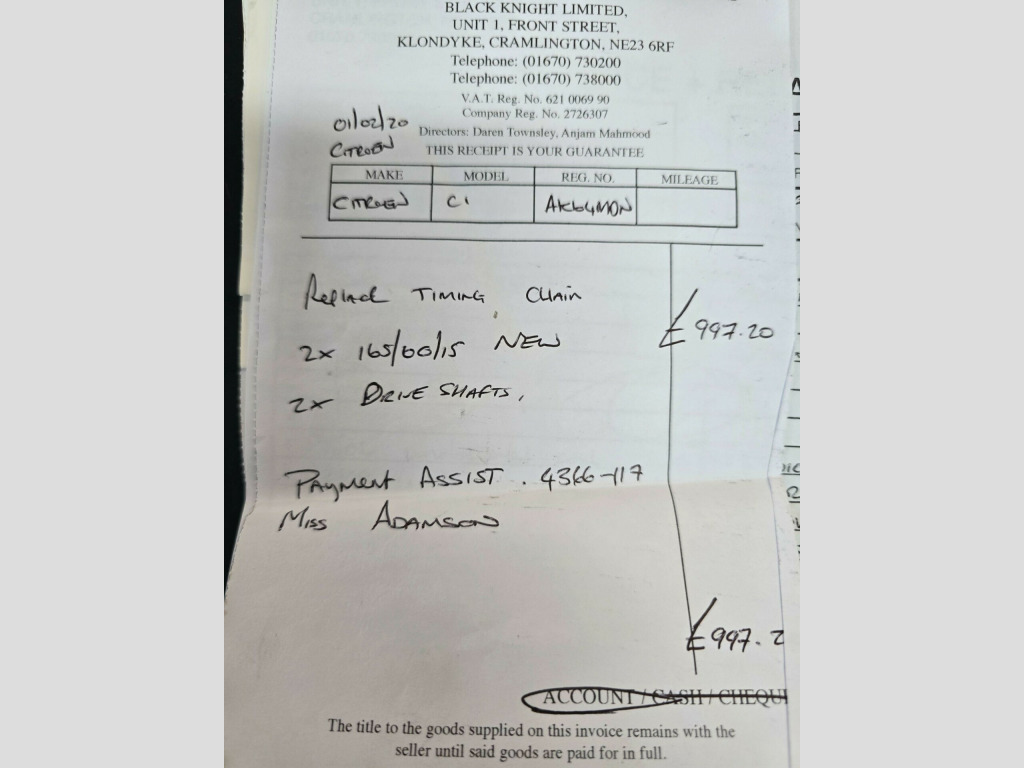 BLACK KNIGHT LIMITED,
UNIT 1, FRONT STREET,
KLONDYKE, CRAMLINGTON, NE23 6RF
Telephone: (01670) 730200
Telephone: (01670) 738000
V.A.T. Reg. No. 621 0069 90
Company Reg. No. 2726307
01/02/20
Directors: Daren Townsley, Anjam Mahmood
CITROEN
THIS RECEIPT IS YOUR GUARANTEE
MAKE MODEL REG. NO. MILEAGE
CITROEN C1 AK64MON
Replace TIMING CHAIN
£997.20
2x 165/60/15 NEW
2x DRIVE SHAFTS,
PAYMENT ASSIST. 4366-117
MISS ADAMSON
£997.2
ACCOUNT / CASH / CHEQU
The title to the goods supplied on this invoice remains with the
seller until said goods are paid for in full.